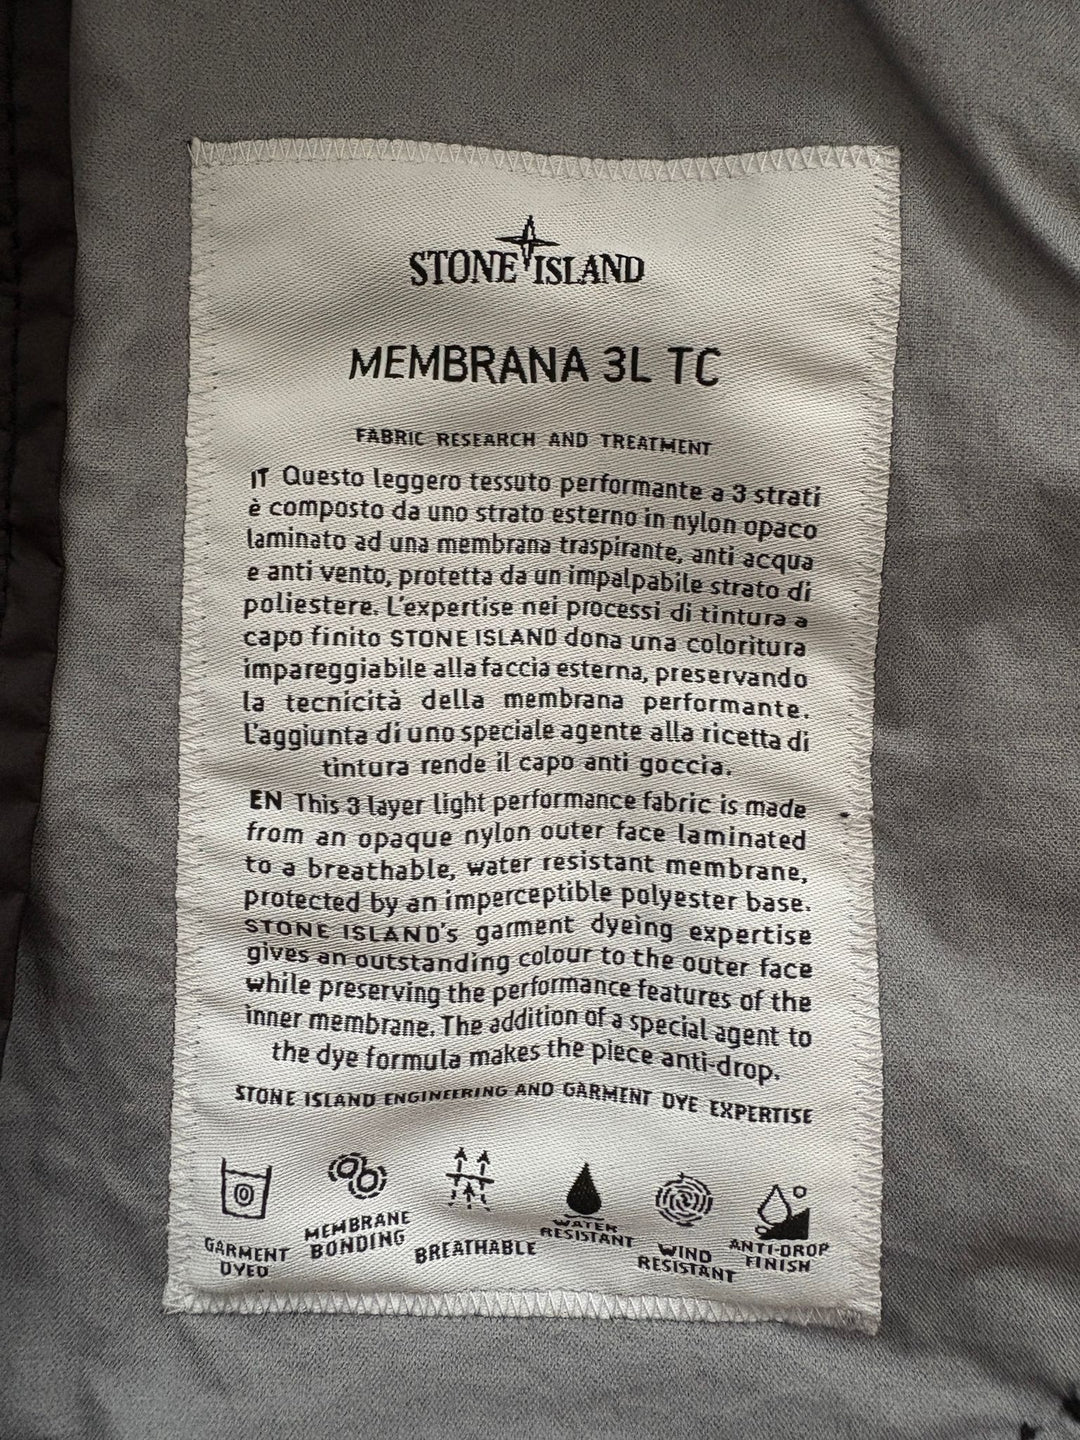 STONE ISLAND
MEMBRANA 3L TC
FABRIC RESEARCH AND TREATMENT
IT Questo leggero tessuto performante a 3 strati
è composto da uno strato esterno in nylon opaco
laminato ad una membrana traspirante, anti acqua
e anti vento, protetta da un impalpabile strato di
poliestere. L'expertise nei processi di tintura a
capo finito STONE ISLAND dona una coloritura
impareggiabile alla faccia esterna, preservando
la tecnicità della membrana performante.
L'aggiunta di uno speciale agente alla ricetta di
tintura rende il capo anti goccia.
EN This 3 layer light performance fabric is made
from an opaque nylon outer face laminated
to a breathable, water resistant membrane,
protected by an imperceptible polyester base.
STONE ISLAND's garment dyeing expertise
gives an outstanding colour to the outer face
while preserving the performance features of the
inner membrane. The addition of a special agent to
the dye formula makes the piece anti-drop.
STONE ISLAND ENGINEERING AND GARMENT DYE EXPERTISE
GARMENT
DYED
MEMBRANE
BONDING
BREATHABLE
WATER
RESISTANT
WIND
RESISTANT
ANTI-DROP
FINISH